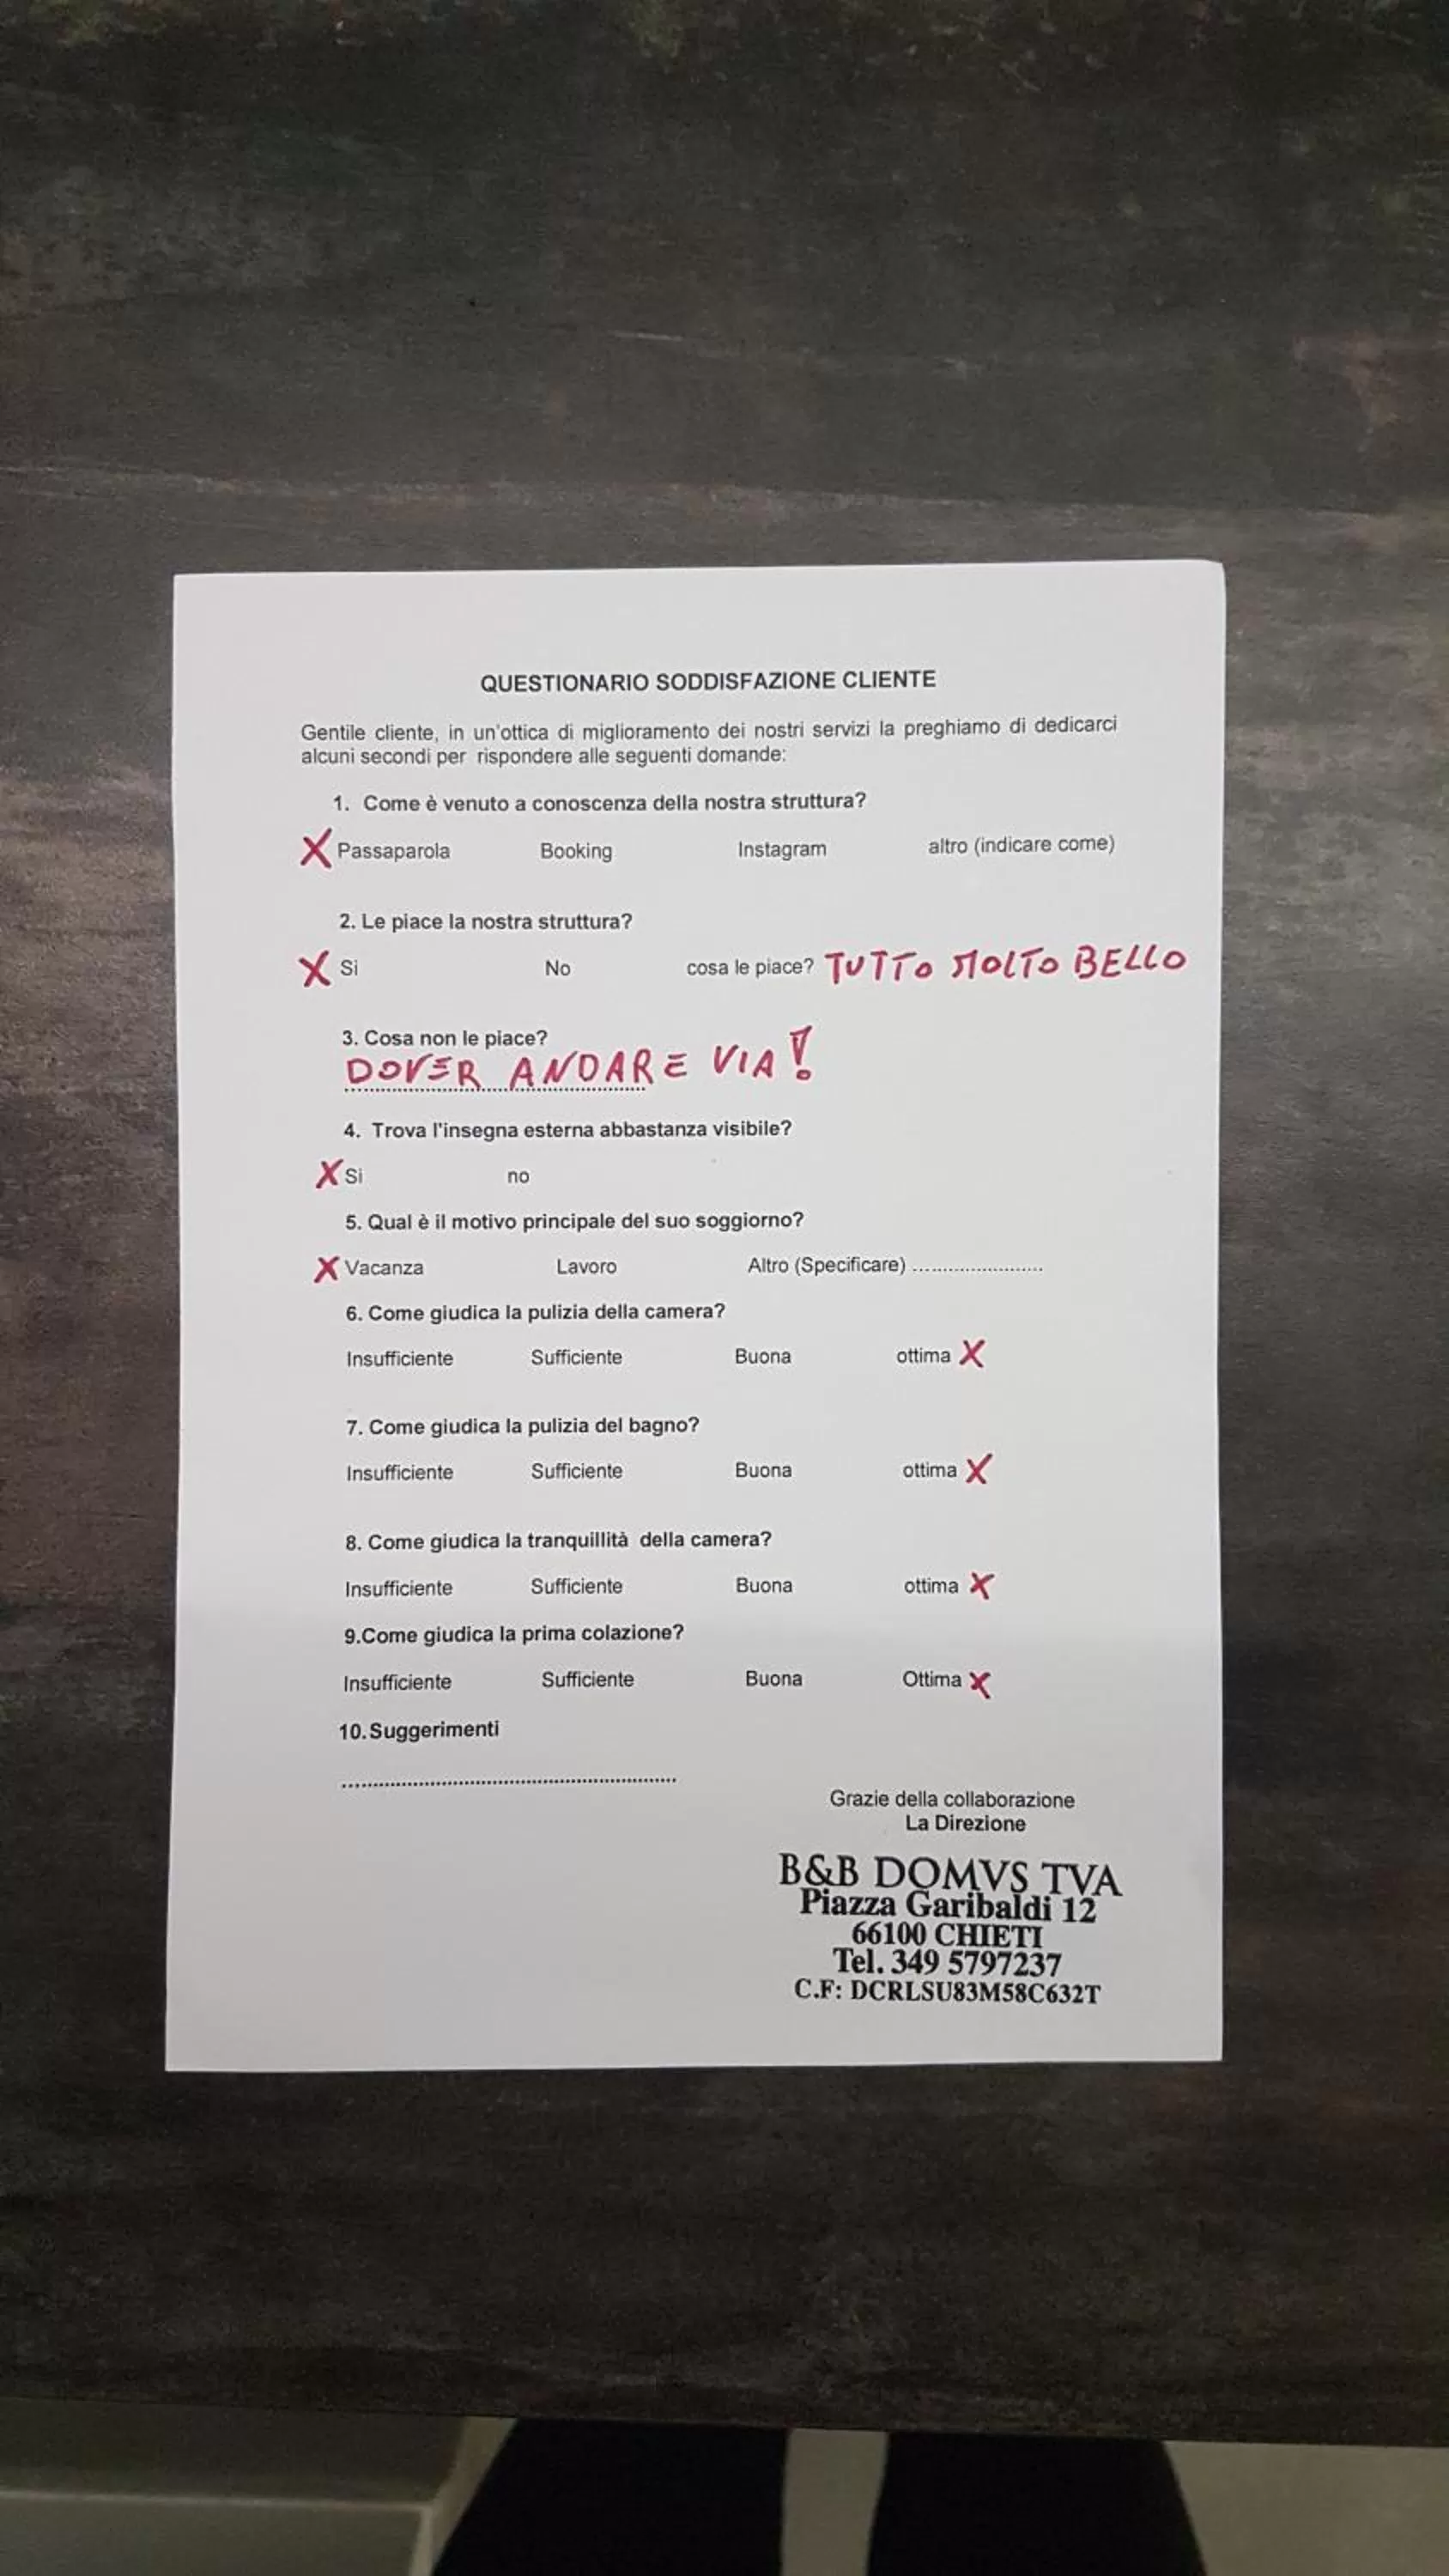 QUESTIONARIO SODDISFAZIONE CLIENTE
Gentile cliente, in un'ottica di miglioramento dei nostri servizi la preghiamo di dedicarci
alcuni secondi per rispondere alle seguenti domande:
1. Come è venuto a conoscenza della nostra struttura?
X Passaparola Booking Instagram altro (indicare come)
2. Le piace la nostra struttura?
X Si No cosa le piace? TUTTO MOLTO BELLO
3. Cosa non le piace?
DOVER ANDARE VIA!
4. Trova l'insegna esterna abbastanza visibile?
X Si no
5. Qual è il motivo principale del suo soggiorno?
X Vacanza Lavoro Altro (Specificare) ......................
6. Come giudica la pulizia della camera?
Insufficiente Sufficiente Buona ottima X
7. Come giudica la pulizia del bagno?
Insufficiente Sufficiente Buona ottima X
8. Come giudica la tranquillità della camera?
Insufficiente Sufficiente Buona ottima X
9.Come giudica la prima colazione?
Insufficiente Sufficiente Buona Ottima X
10.Suggerimenti
........................................................
Grazie della collaborazione
La Direzione
B&B DOMVS TVA
Piazza Garibaldi 12
66100 CHIETI
Tel. 349 5797237
C.F: DCRLSU83M58C632T